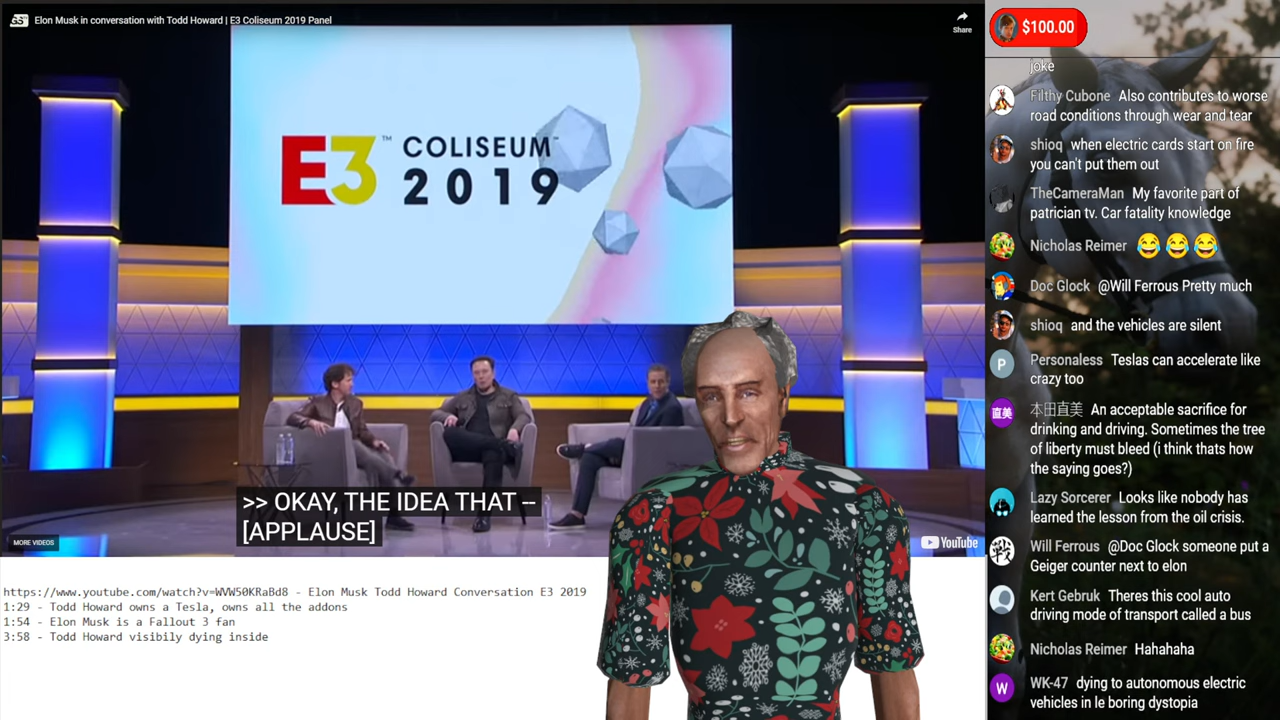 Elon Musk in conversation with Todd Howard | E3 Coliseum 2019 Panel
Share
E3™ COLISEUM™
2019
>> OKAY, THE IDEA THAT --
[APPLAUSE]
MORE VIDEOS
YouTube
https://www.youtube.com/watch?v=WVW50KRaBd8 - Elon Musk Todd Howard Conversation E3 2019
1:29 - Todd Howard owns a Tesla, owns all the addons
1:54 - Elon Musk is a Fallout 3 fan
3:58 - Todd Howard visibily dying inside
$100.00
joke
Filthy Cubone Also contributes to worse
road conditions through wear and tear
shioq when electric cards start on fire
you can't put them out
TheCameraMan My favorite part of
patrician tv. Car fatality knowledge
Nicholas Reimer 😂 😂 😂
Doc Glock @Will Ferrous Pretty much
shioq and the vehicles are silent
P
Personaless Teslas can accelerate like
crazy too
直美
本田直美 An acceptable sacrifice for
drinking and driving. Sometimes the tree
of liberty must bleed (i think thats how
the saying goes?)
Lazy Sorcerer Looks like nobody has
learned the lesson from the oil crisis.
Will Ferrous @Doc Glock someone put a
Geiger counter next to elon
Kert Gebruk Theres this cool auto
driving mode of transport called a bus
Nicholas Reimer Hahahaha
W
WK-47 dying to autonomous electric
vehicles in le boring dystopia